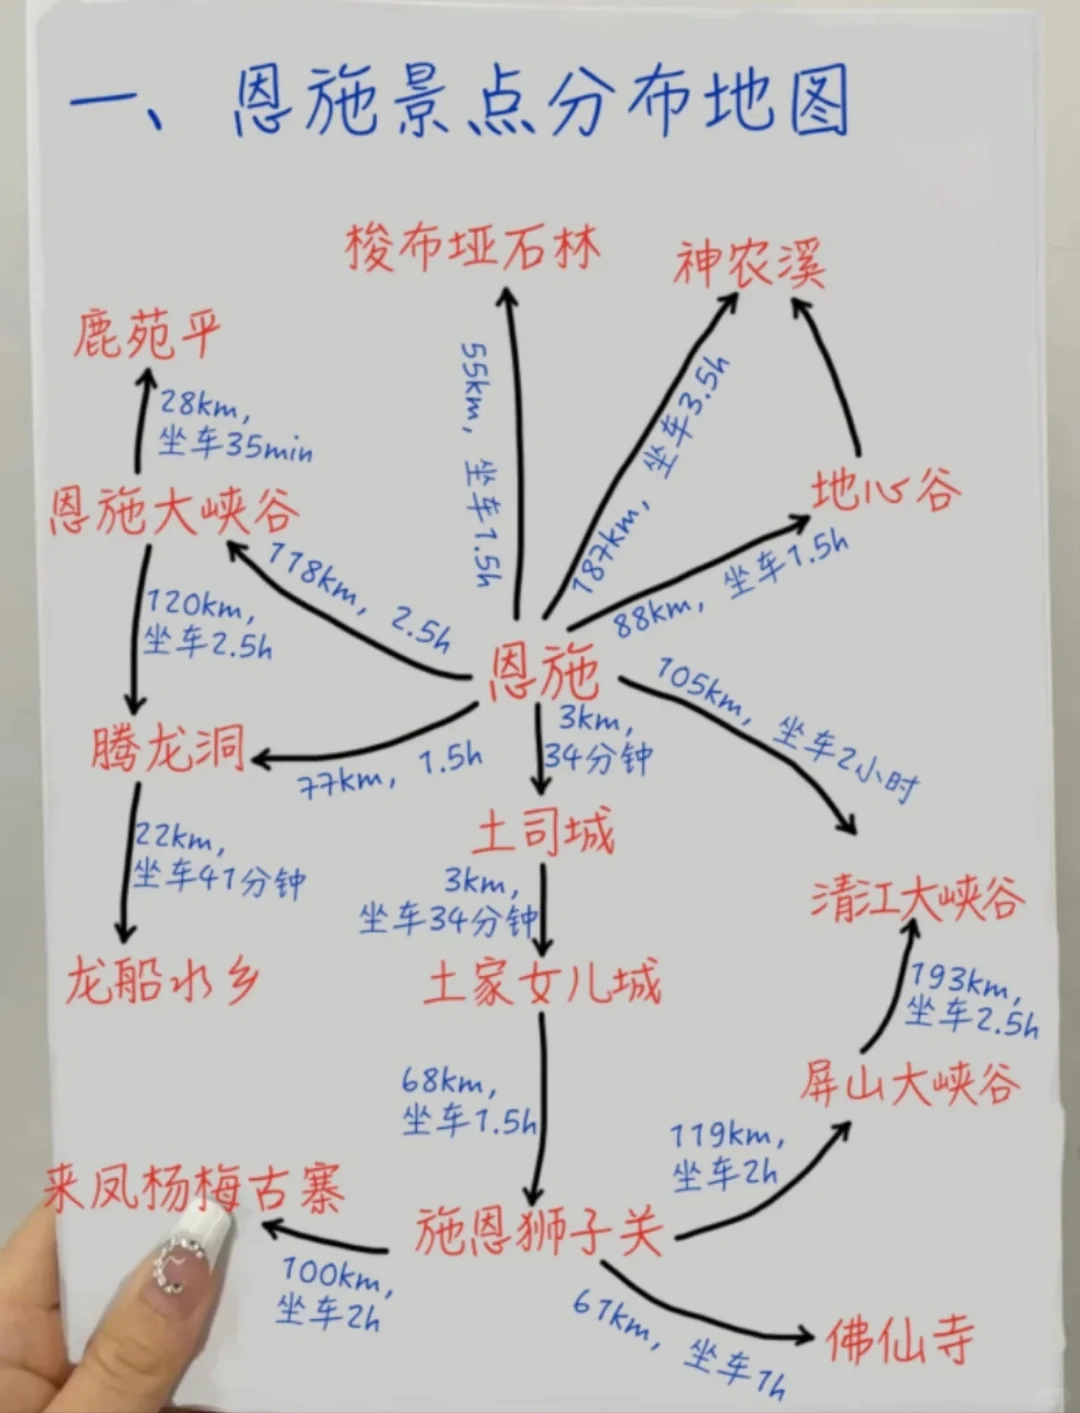 一、恩施景点分布地图
梭布垭石林
神农溪
鹿苑平
28km,
坐车35min
55km, 坐车1.5h
187km, 坐车3.5h
恩施大峡谷
地心谷
118km, 2.5h
88km, 坐车1.5h
120km,
坐车2.5h
恩施
105km, 坐车2小时
3km,
34分钟
腾龙洞
77km, 1.5h
土司城
22km,
坐车41分钟
3km,
坐车34分钟
清江大峡谷
龙船水乡
土家女儿城
193km,
坐车2.5h
68km,
坐车1.5h
屏山大峡谷
119km,
坐车2h
来凤杨梅古寨
施恩狮子关
100km,
坐车2h
67km, 坐车1h
佛仙寺